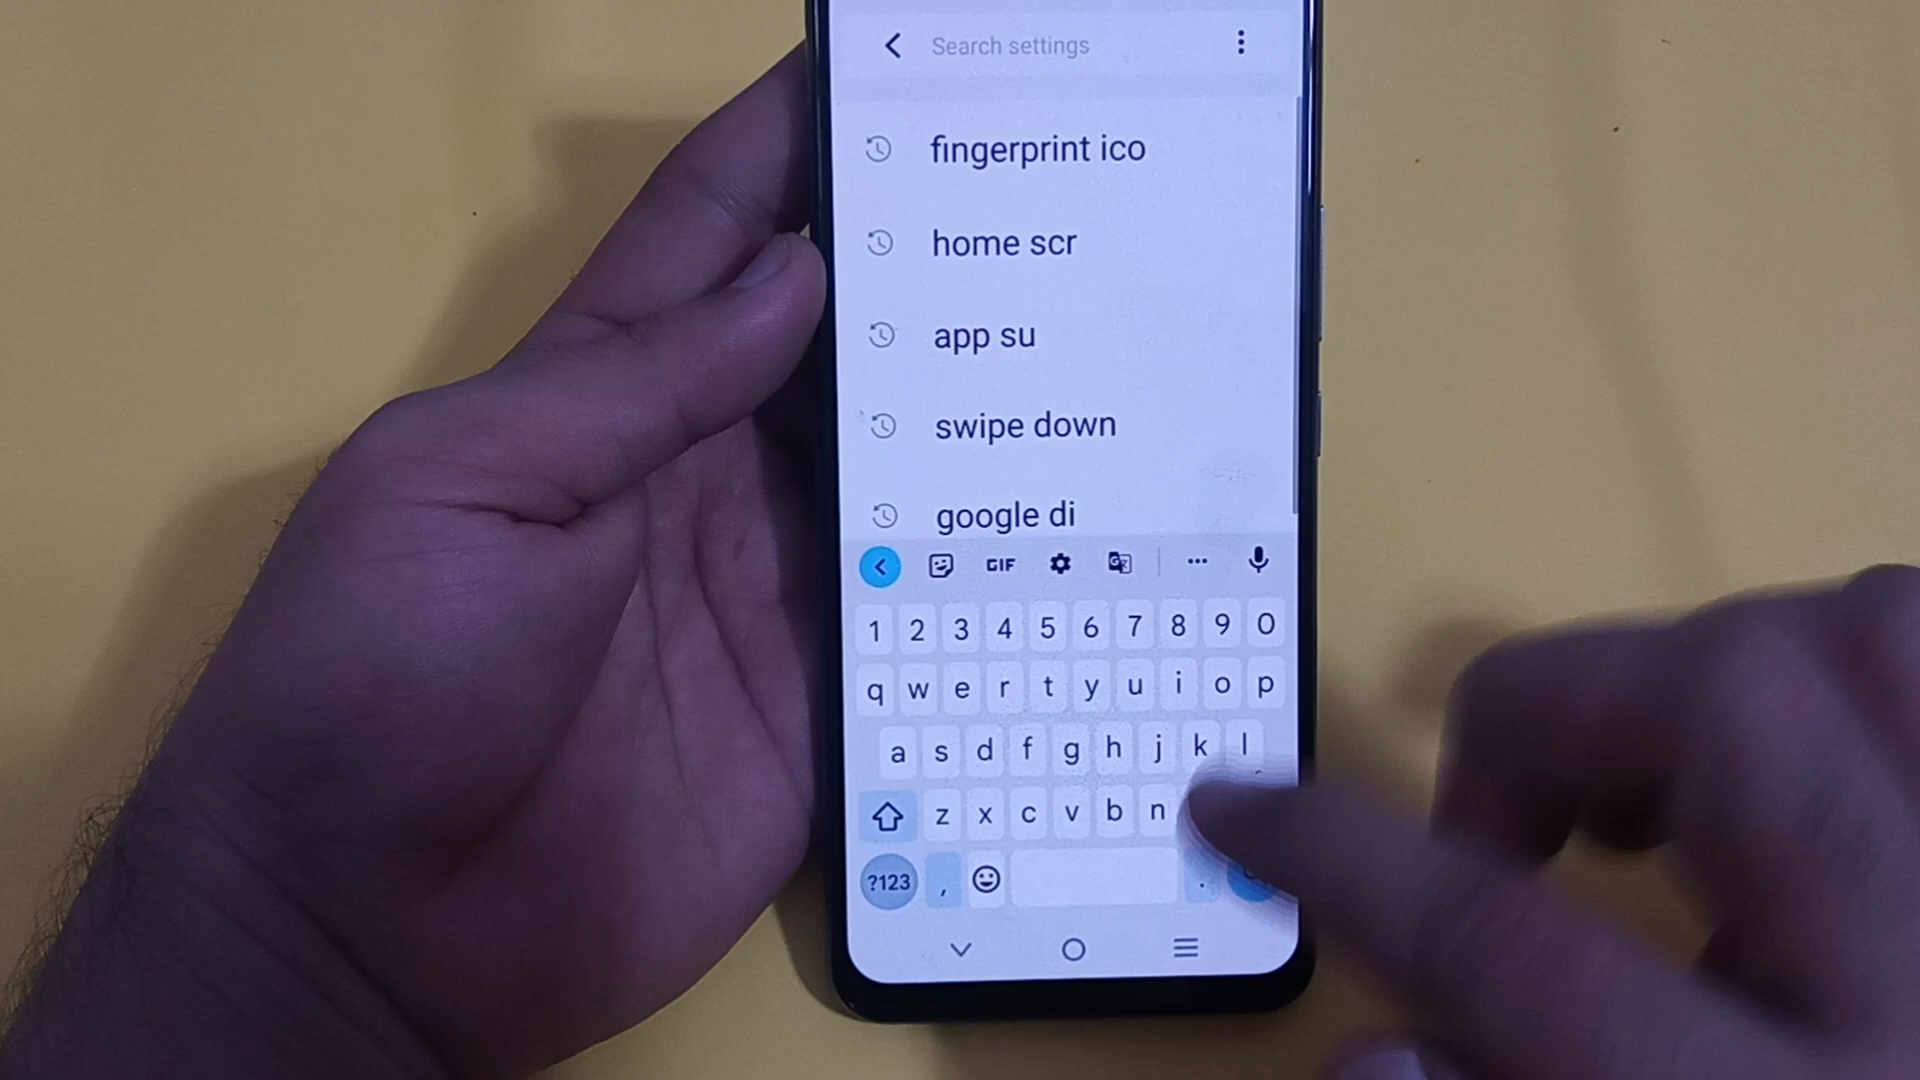 Search settings
fingerprint ico
home scr
app su
swipe down
google di
GIF
1 2 3 4 5 6 7 8 9 0
q w e r t y u i o p
a s d f g h j k l
z x c v b n
?123 , .